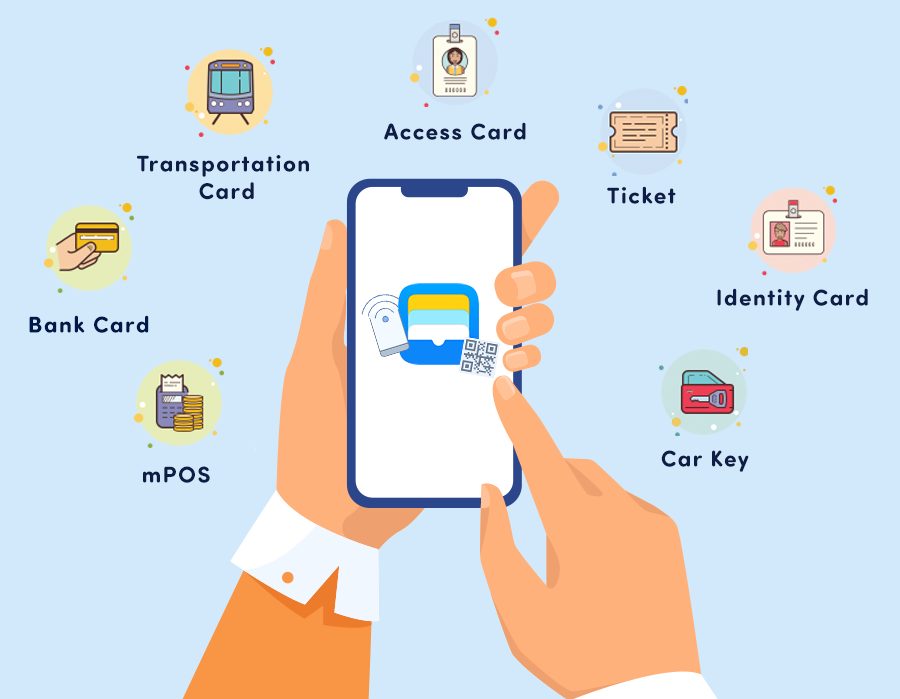 Access Card
Transportation
Card
Ticket
Identity Card
Bank Card
Car Key
mPOS